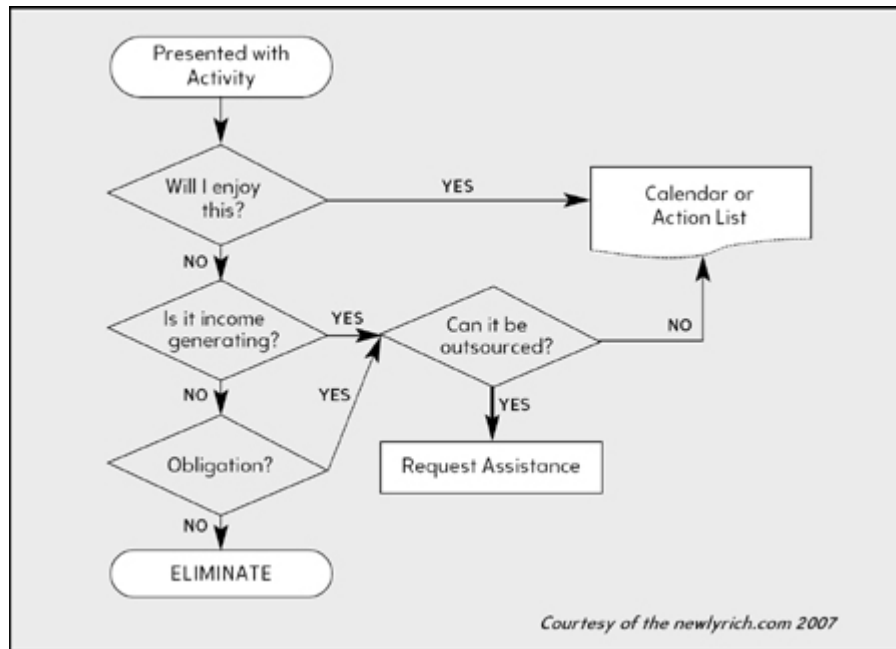 Presented with
Activity
Will I enjoy
this?
YES
Calendar or
Action List
NO
Is it income
generating?
YES
Can it be
outsourced?
NO
NO
YES
YES
Obligation?
Request Assistance
NO
ELIMINATE
Courtesy of the newlyrich.com 2007